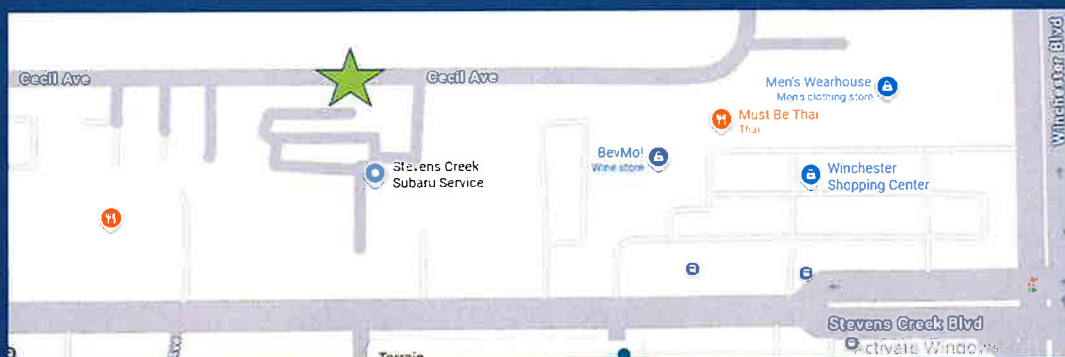 Cecil Ave
Cecil Ave
Winchester Blvd
Men's Wearhouse
Men's clothing store
Must Be Thai
Thai
BevMo!
Wine store
Stevens Creek
Subaru Service
Winchester
Shopping Center
Stevens Creek Blvd
Activate Windows
Terrain